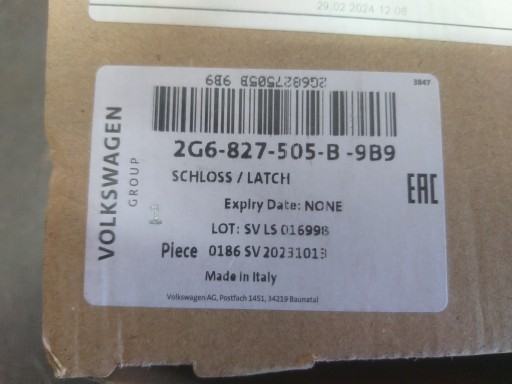 29.02.2024 12:06
2G6827505B 9B9
3847
2G6-827-505-B -9B9
SCHLOSS / LATCH
EAC
Expiry Date: NONE
LOT: SV LS 016998
Piece 0186 SV 20231013
Made in Italy
Volkswagen AG, Postfach 1451, 34219 Baunatal
VOLKSWAGEN
GROUP